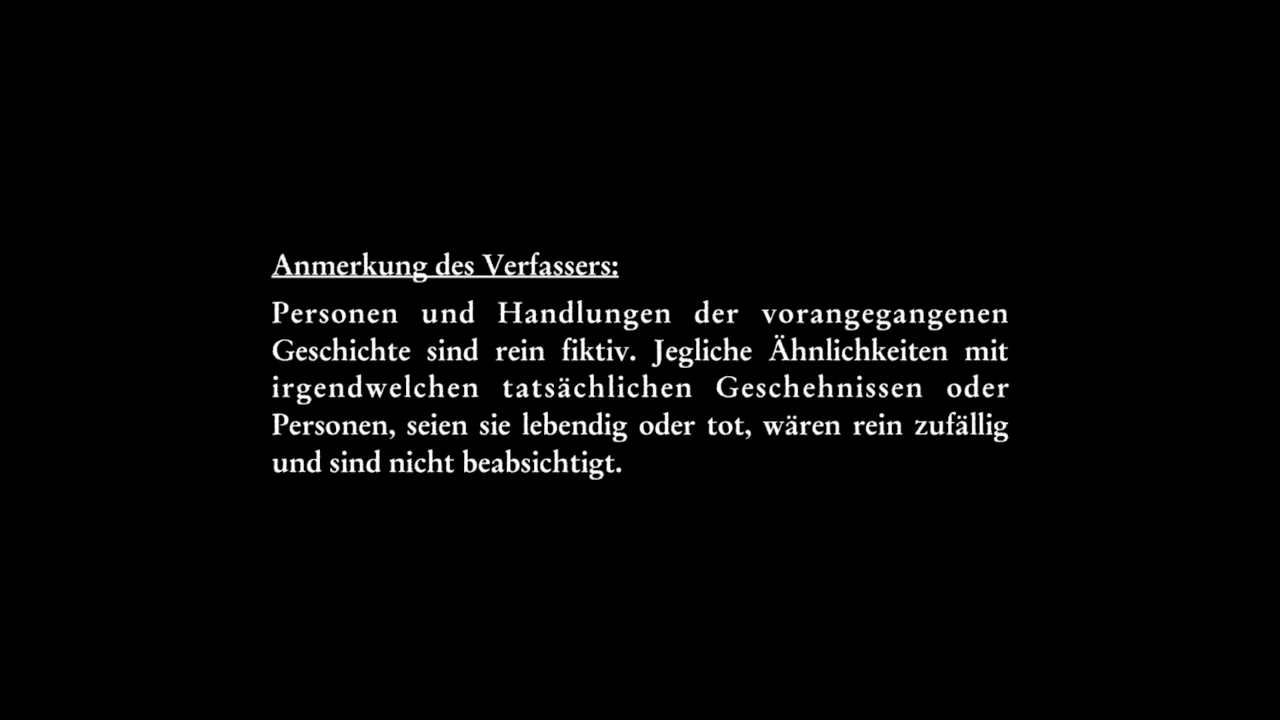 Anmerkung des Verfassers:
Personen und Handlungen der vorangegangenen
Geschichte sind rein fiktiv. Jegliche Ähnlichkeiten mit
irgendwelchen tatsächlichen Geschehnissen oder
Personen, seien sie lebendig oder tot, wären rein zufällig
und sind nicht beabsichtigt.